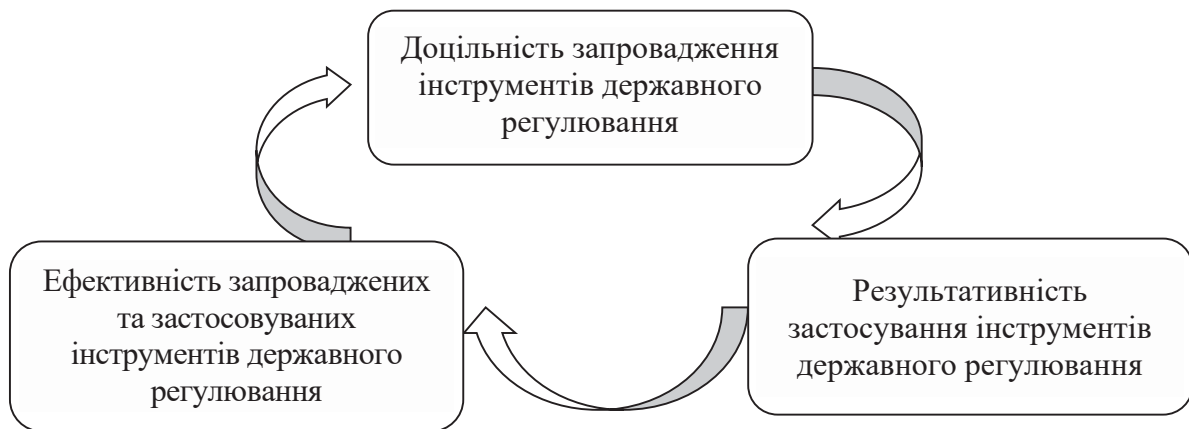 Доцільність запровадження
інструментів державного
регулювання
Ефективність запроваджених
та застосовуваних
інструментів державного
регулювання
Результативність
застосування інструментів
державного регулювання